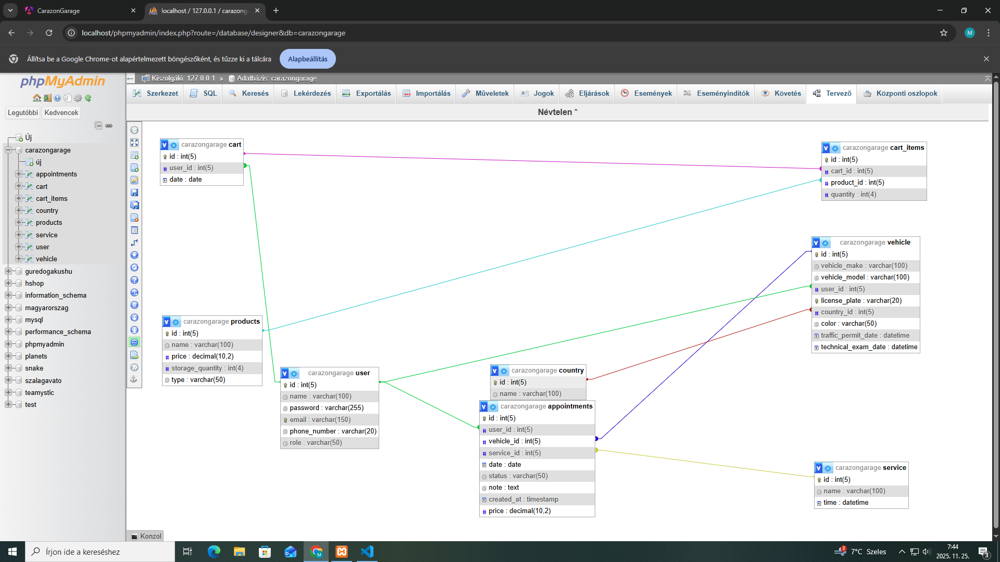 CarazonGarage
localhost / 127.0.0.1 / carazong
localhost/phpmyadmin/index.php?route=/database/designer&db=carazongarage
M
Állítsa be a Google Chrome-ot alapértelmezett böngészőként, és tűzze ki a tálcára
Alapbeállítás
phpMyAdmin
Legutóbbi
Kedvencek
Új
carazongarage
új
appointments
cart
cart_items
country
products
service
user
vehicle
guredogakushu
hshop
information_schema
magyarorszag
mysql
performance_schema
phpmyadmin
planets
snake
szalagavato
teamystic
test
Kiszolgáló: 127.0.0.1 » Adatbázis: carazongarage
Szerkezet
SQL
Keresés
Lekérdezés
Exportálás
Importálás
Műveletek
Jogok
Eljárások
Események
Eseményindítók
Követés
Tervező
Központi oszlopok
Névtelen *
v carazongarage cart
id : int(5)
# user_id : int(5)
date : date
v carazongarage cart_items
id : int(5)
# cart_id : int(5)
# product_id : int(5)
# quantity : int(4)
v carazongarage vehicle
id : int(5)
vehicle_make : varchar(100)
vehicle_model : varchar(100)
# user_id : int(5)
license_plate : varchar(20)
# country_id : int(5)
color : varchar(50)
traffic_permit_date : datetime
technical_exam_date : datetime
v carazongarage products
id : int(5)
name : varchar(100)
# price : decimal(10,2)
# storage_quantity : int(4)
type : varchar(50)
v carazongarage user
id : int(5)
name : varchar(100)
password : varchar(255)
email : varchar(150)
phone_number : varchar(20)
role : varchar(50)
v carazongarage country
id : int(5)
name : varchar(100)
v carazongarage appointments
id : int(5)
# user_id : int(5)
# vehicle_id : int(5)
# service_id : int(5)
date : date
status : varchar(50)
note : text
created_at : timestamp
# price : decimal(10,2)
v carazongarage service
id : int(5)
name : varchar(100)
time : datetime
Konzol
Írjon ide a kereséshez
2
7°C Szeles
7:44
2025. 11. 25.
3